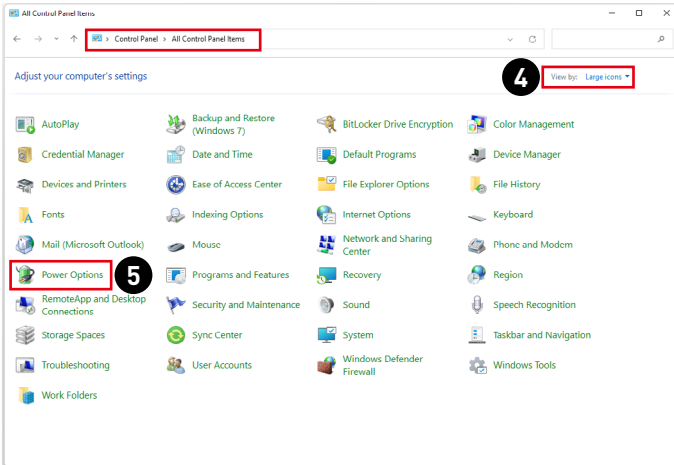 All Control Panel Items
Control Panel > All Control Panel Items
Adjust your computer's settings
4
View by: Large icons
AutoPlay
Backup and Restore
(Windows 7)
BitLocker Drive Encryption
Color Management
Credential Manager
Date and Time
Default Programs
Device Manager
Devices and Printers
Ease of Access Center
File Explorer Options
File History
Fonts
Indexing Options
Internet Options
Keyboard
Mail (Microsoft Outlook)
Mouse
Network and Sharing
Center
Phone and Modem
Power Options
5
Programs and Features
Recovery
Region
RemoteApp and Desktop
Connections
Security and Maintenance
Sound
Speech Recognition
Storage Spaces
Sync Center
System
Taskbar and Navigation
Troubleshooting
User Accounts
Windows Defender
Firewall
Windows Tools
Work Folders